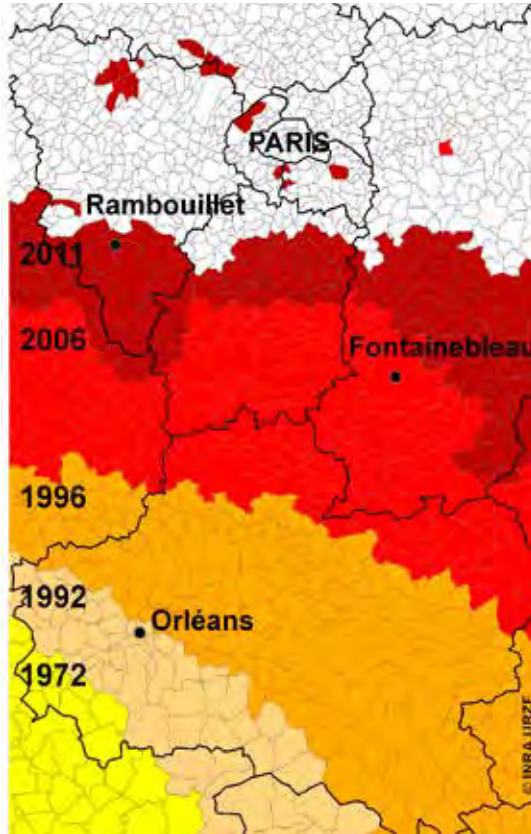 PARIS
Rambouillet
2011
2006
Fontainebleau
1996
1992
Orléans
1972
© INRA URZF